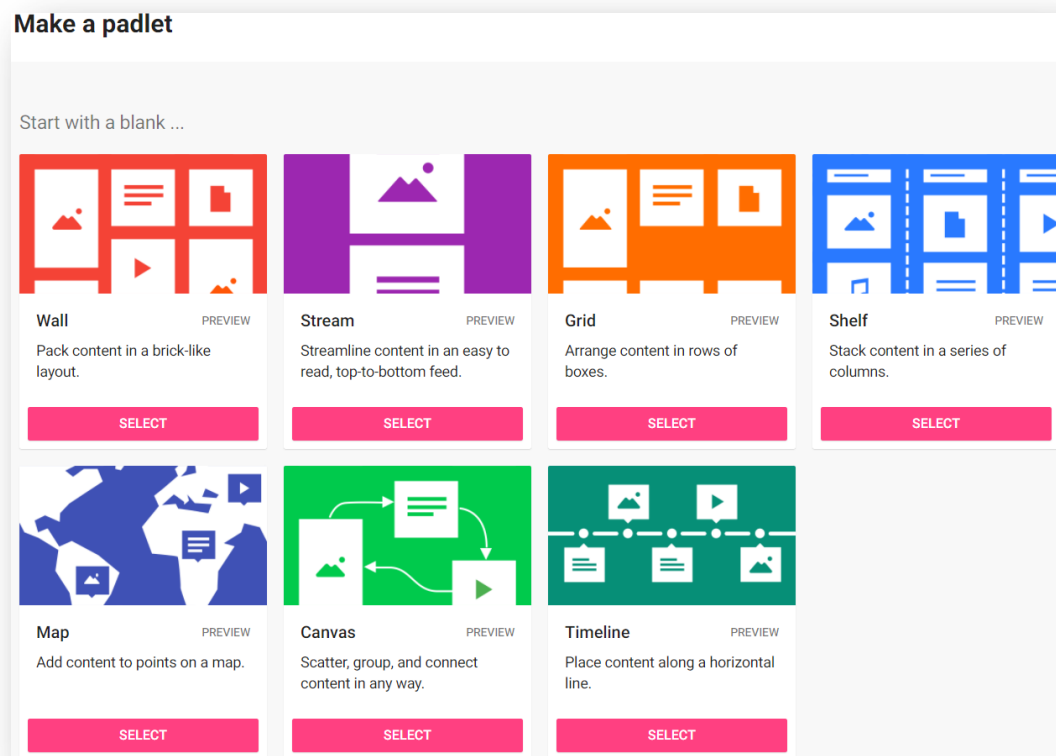 Make a padlet
Start with a blank ...
Wall
PREVIEW
Pack content in a brick-like
layout.
SELECT
Stream
PREVIEW
Streamline content in an easy to
read, top-to-bottom feed.
SELECT
Grid
PREVIEW
Arrange content in rows of
boxes.
SELECT
Shelf
PREVIEW
Stack content in a series of
columns.
SELECT
Map
PREVIEW
Add content to points on a map.
SELECT
Canvas
PREVIEW
Scatter, group, and connect
content in any way.
SELECT
Timeline
PREVIEW
Place content along a horizontal
line.
SELECT